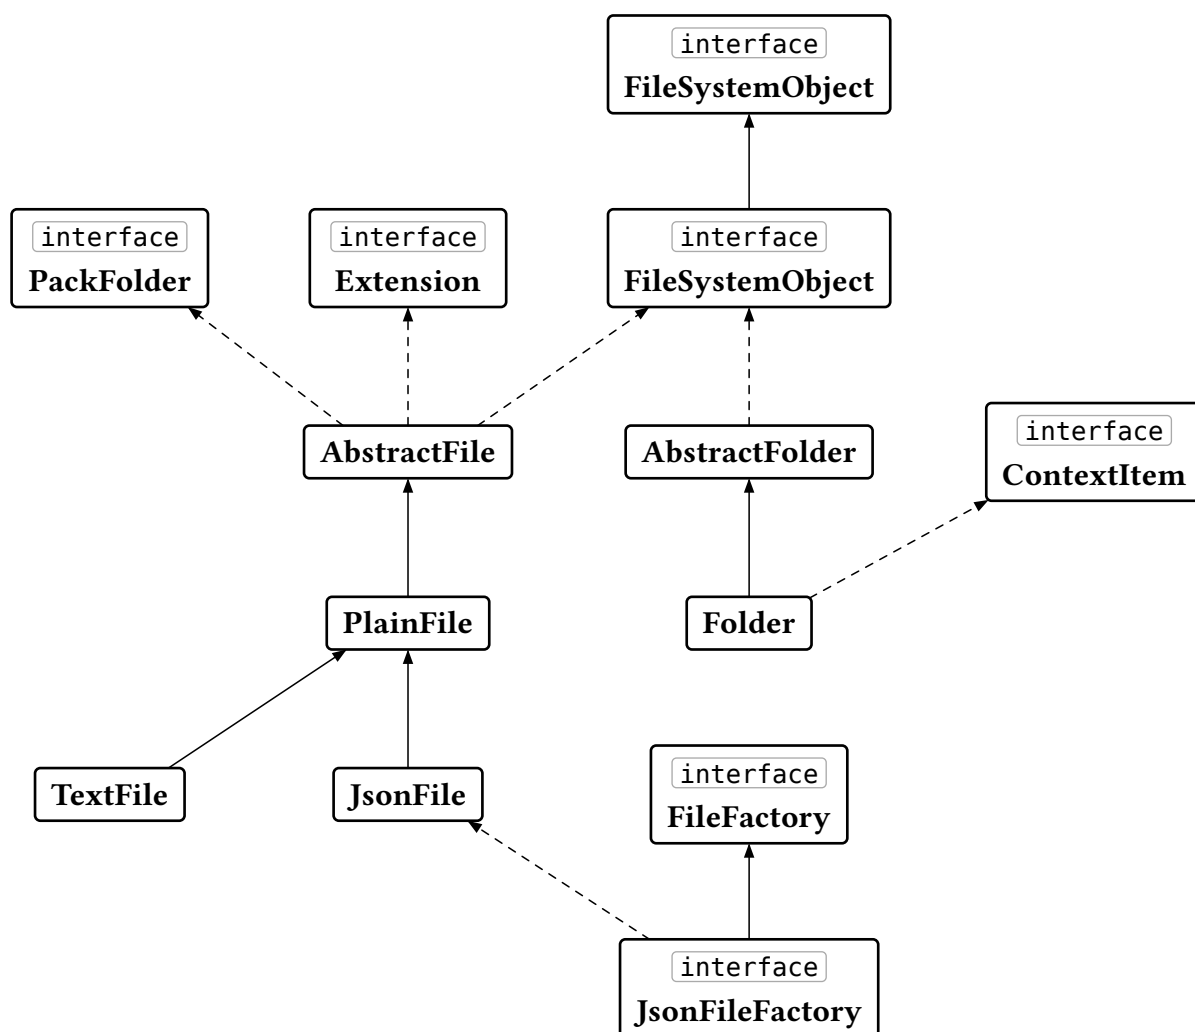 interface
FileSystemObject
interface
PackFolder
interface
Extension
interface
FileSystemObject
AbstractFile
AbstractFolder
interface
ContextItem
PlainFile
Folder
TextFile
JsonFile
interface
FileFactory
interface
JsonFileFactory